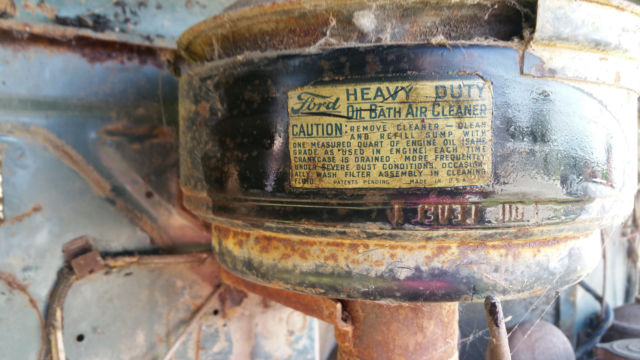 Ford HEAVY DUTY
OIL BATH AIR CLEANER
CAUTION: REMOVE CLEANER — CLEAN
AND REFILL SUMP WITH
ONE MEASURED QUART OF ENGINE OIL (SAME
GRADE AS USED IN ENGINE) EACH TIME
CRANKCASE IS DRAINED. MORE FREQUENTLY
UNDER SEVERE DUST CONDITIONS. OCCASION-
ALLY WASH FILTER ASSEMBLY IN CLEANING
FLUID. PATENTS PENDING. MADE IN U.S.A.
LEVEL